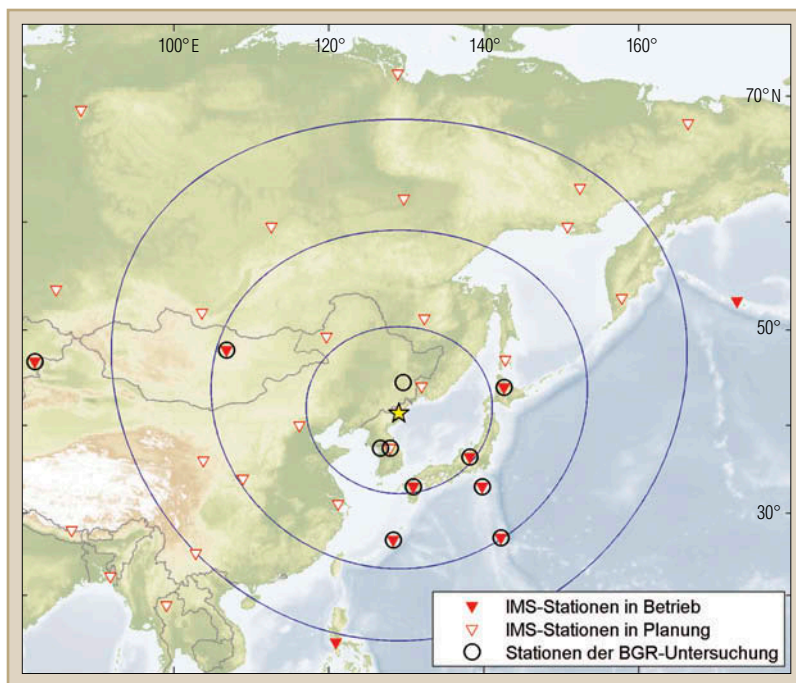 100°E 120° 140° 160°
70°N
50°
30°
IMS-Stationen in Betrieb
IMS-Stationen in Planung
Stationen der BGR-Untersuchung